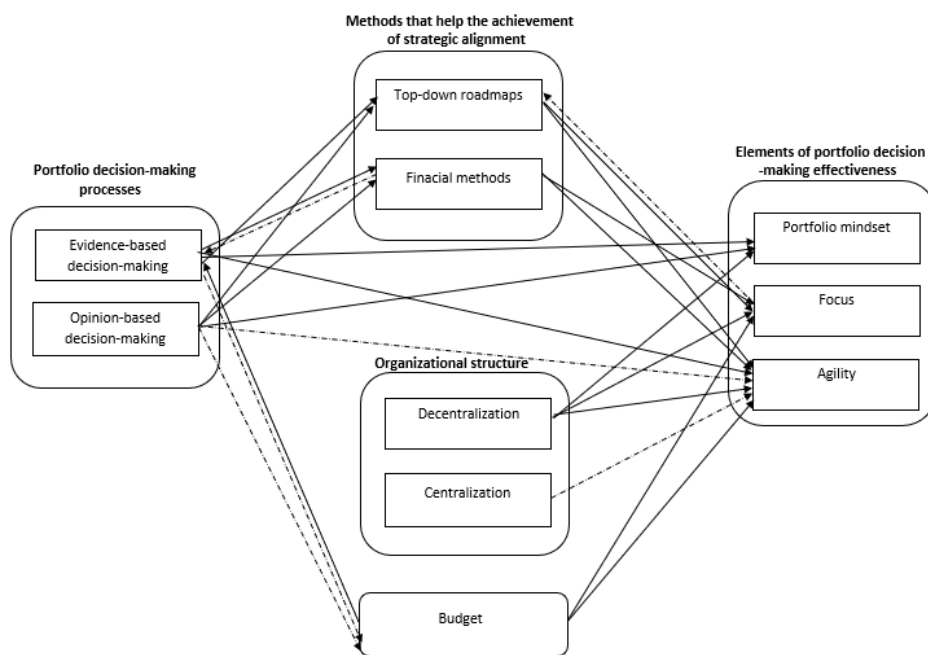 Methods that help the achievement
of strategic alignment
Top-down roadmaps
Finacial methods
Portfolio decision-making
processes
Evidence-based
decision-making
Opinion-based
decision-making
Elements of portfolio decision
-making effectiveness
Portfolio mindset
Focus
Agility
Organizational structure
Decentralization
Centralization
Budget